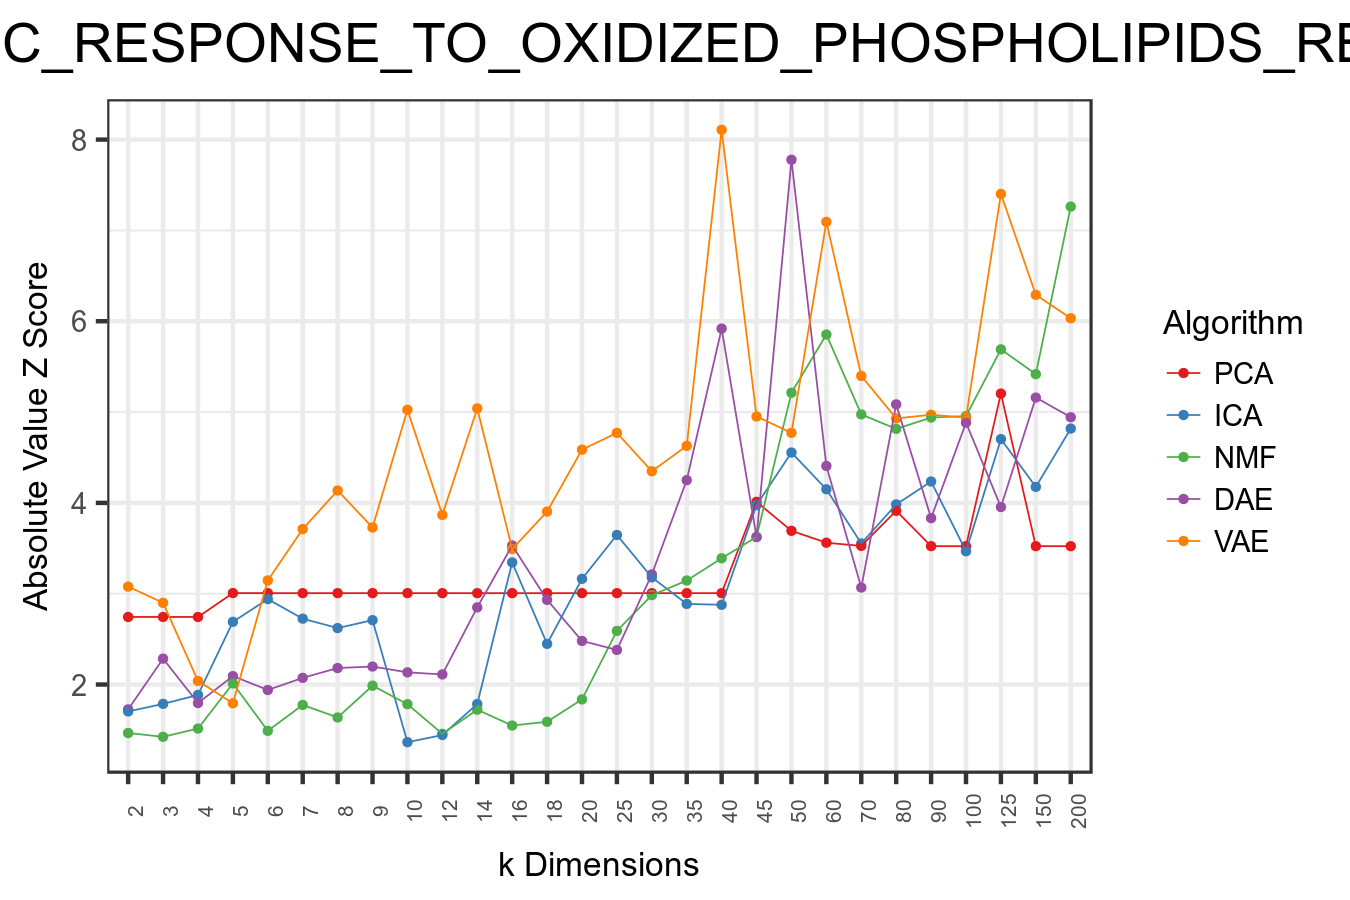 C_RESPONSE_TO_OXIDIZED_PHOSPHOLIPIDS_RE
8
6
4
2
Absolute Value Z Score
2 3 4 5 6 7 8 9 10 12 14 16 18 20 25 30 35 40 45 50 60 70 80 90 100 125 150 200
k Dimensions
Algorithm
PCA
ICA
NMF
DAE
VAE